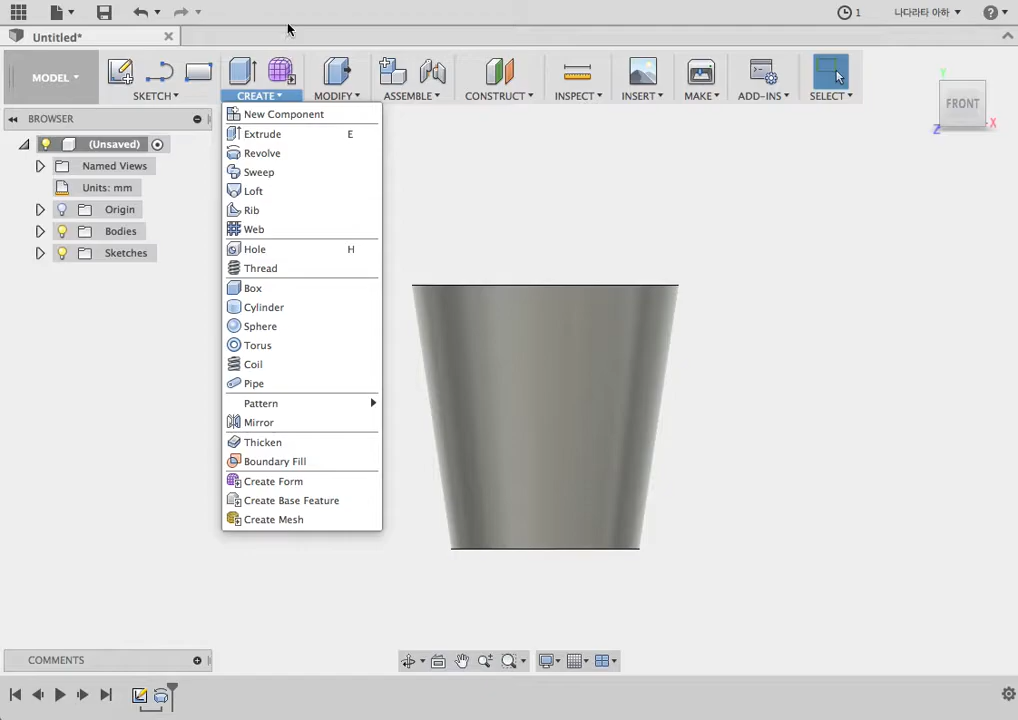 1
나다라타 아하
Untitled*
MODEL
SKETCH
CREATE
MODIFY
ASSEMBLE
CONSTRUCT
INSPECT
INSERT
MAKE
ADD-INS
SELECT
BROWSER
(Unsaved)
Named Views
Units: mm
Origin
Bodies
Sketches
New Component
Extrude E
Revolve
Sweep
Loft
Rib
Web
Hole H
Thread
Box
Cylinder
Sphere
Torus
Coil
Pipe
Pattern
Mirror
Thicken
Boundary Fill
Create Form
Create Base Feature
Create Mesh
Y
FRONT
Z
X
COMMENTS